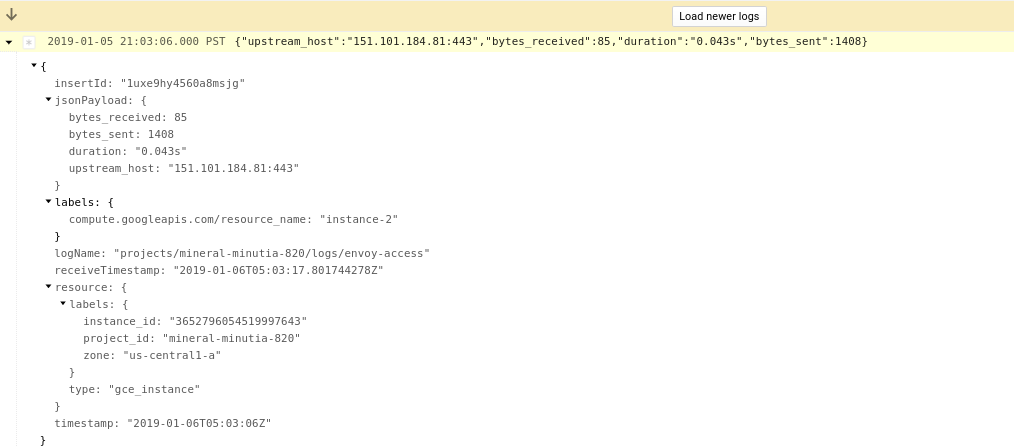 Load newer logs
2019-01-05 21:03:06.000 PST {"upstream_host":"151.101.184.81:443","bytes_received":85,"duration":"0.043s","bytes_sent":1408}
{
insertId: "1uxe9hy4560a8msjg"
jsonPayload: {
bytes_received: 85
bytes_sent: 1408
duration: "0.043s"
upstream_host: "151.101.184.81:443"
}
labels: {
compute.googleapis.com/resource_name: "instance-2"
}
logName: "projects/mineral-minutia-820/logs/envoy-access"
receiveTimestamp: "2019-01-06T05:03:17.801744278Z"
resource: {
labels: {
instance_id: "3652796054519997643"
project_id: "mineral-minutia-820"
zone: "us-central1-a"
}
type: "gce_instance"
}
timestamp: "2019-01-06T05:03:06Z"
}